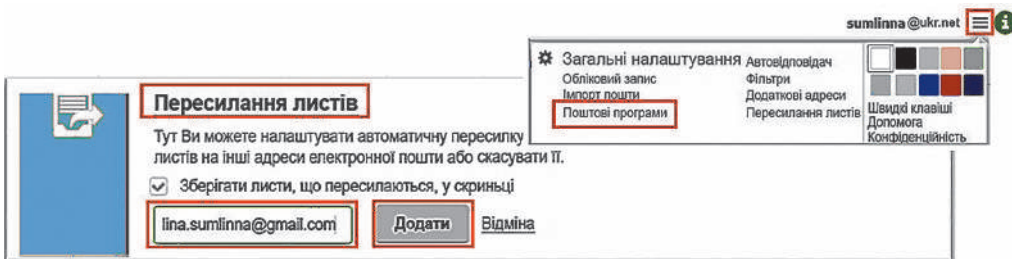 sumlinna@ukr.net
Загальні налаштування
Обліковий запис
Імпорт пошти
Поштові програми
Автовідповідач
Фільтри
Додаткові адреси
Пересилання листів
Швидкі клавіші
Допомога
Конфіденційність
Пересилання листів
Тут Ви можете налаштувати автоматичну пересилку
листів на інші адреси електронної пошти або скасувати її.
Зберігати листи, що пересилаються, у скриньці
lina.sumlinna@gmail.com
Додати
Відміна